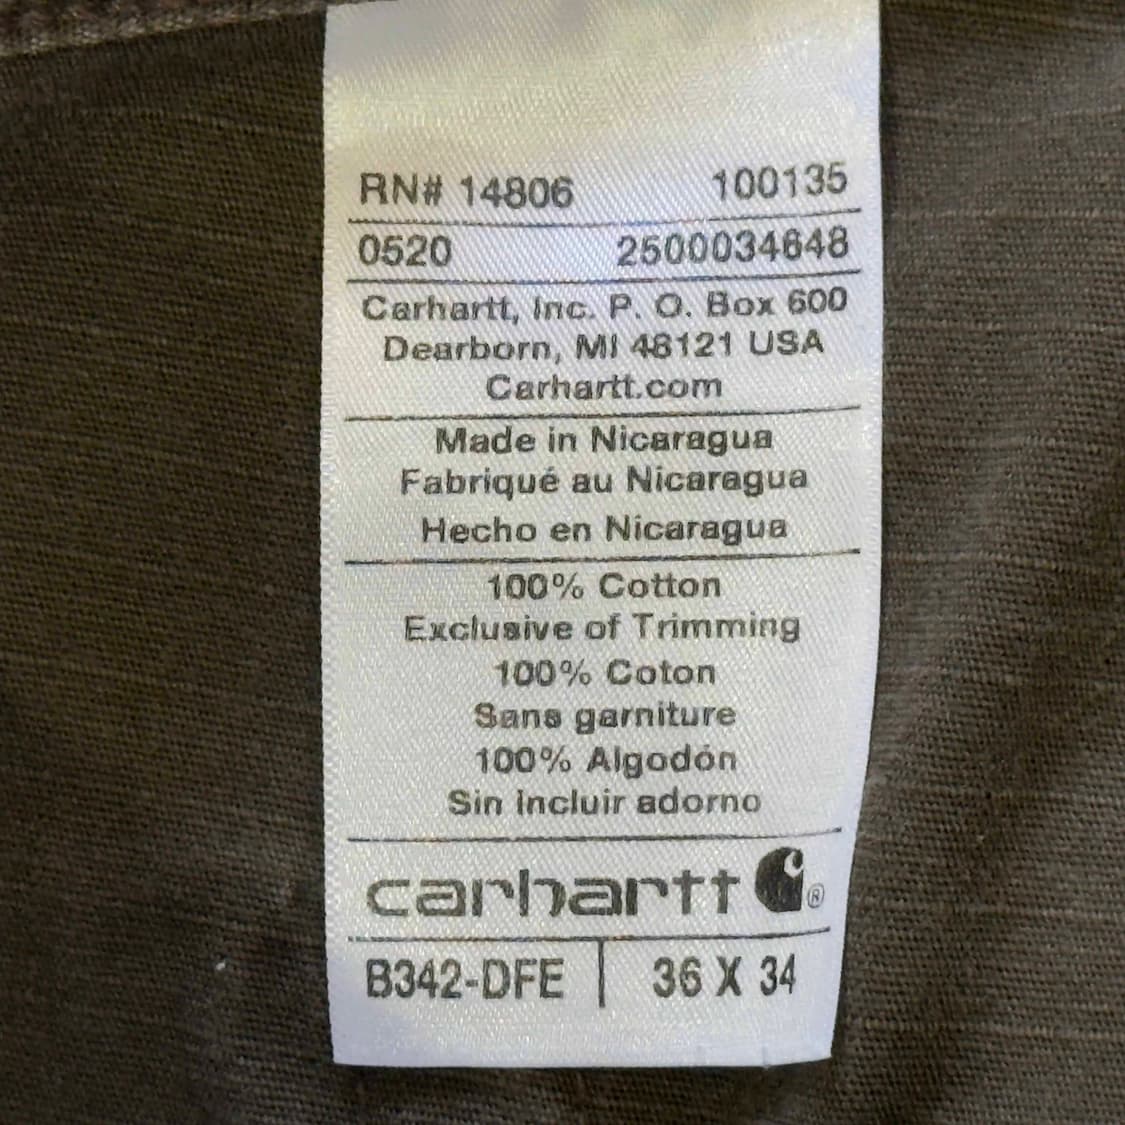 RN# 14806 100135
0520 2500034648
Carhartt, Inc. P. O. Box 600
Dearborn, MI 48121 USA
Carhartt.com
Made in Nicaragua
Fabriqué au Nicaragua
Hecho en Nicaragua
100% Cotton
Exclusive of Trimming
100% Coton
Sans garniture
100% Algodón
Sin incluir adorno
carhartt ®
B342-DFE 36 X 34